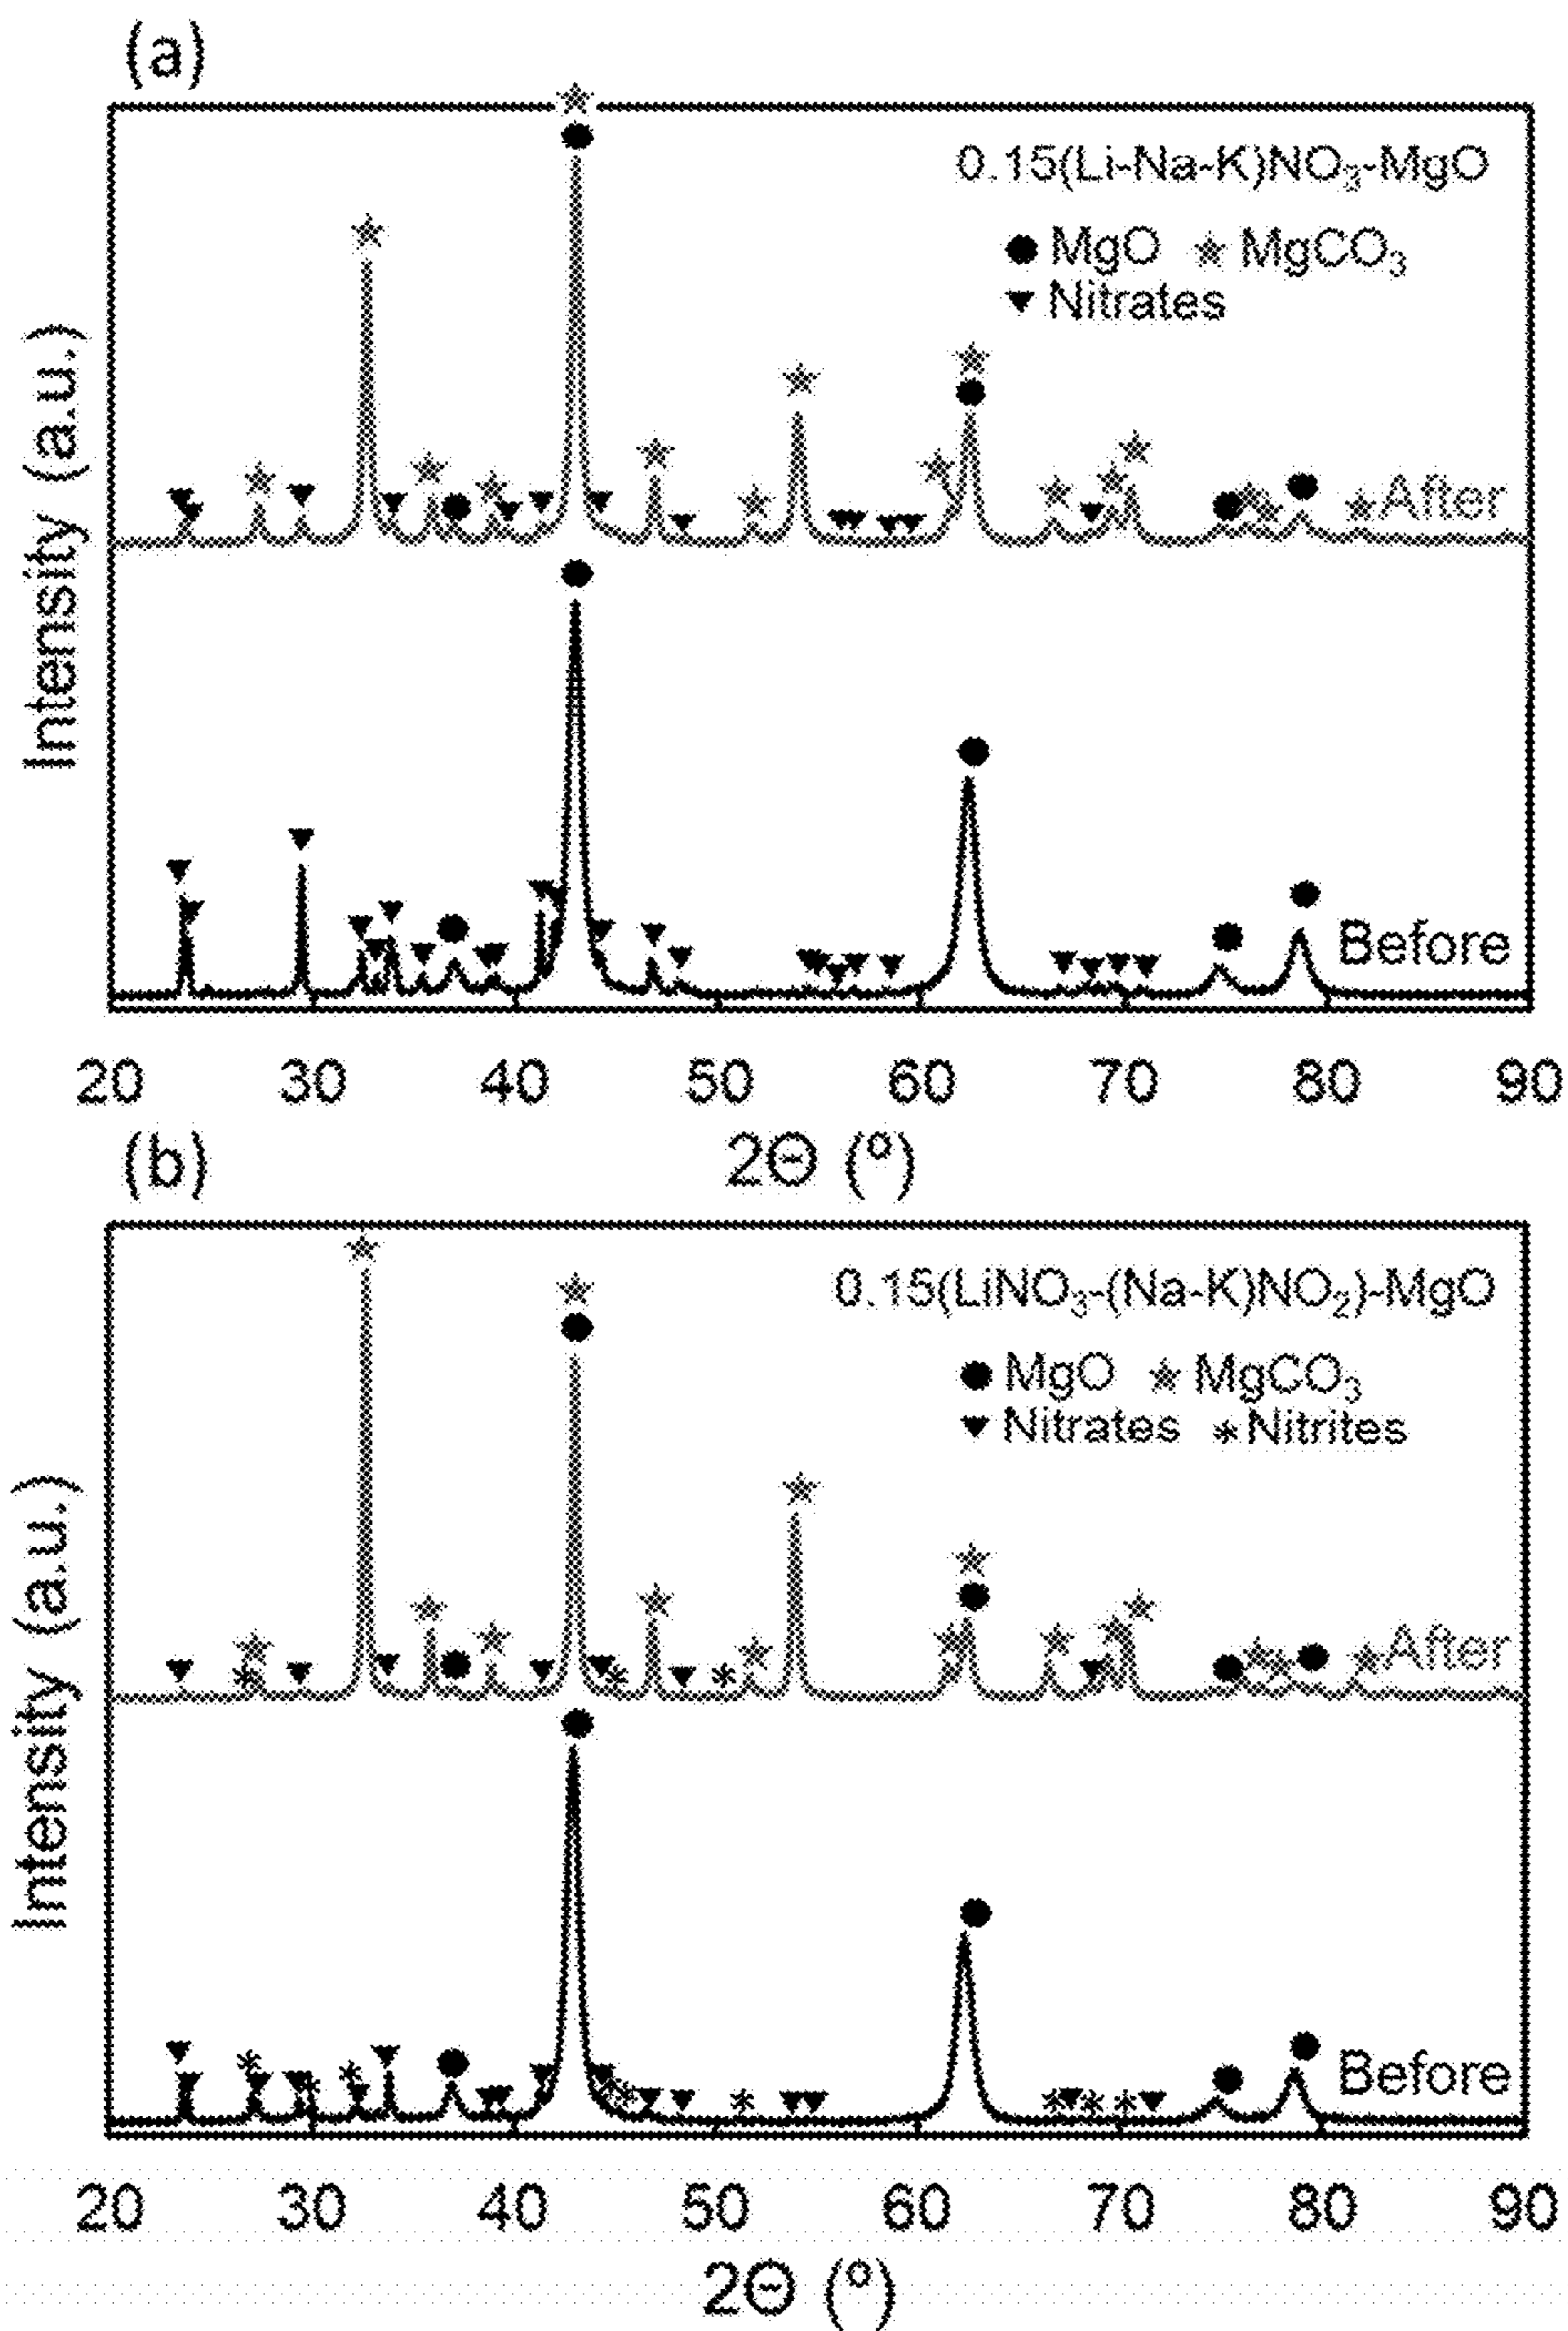 (a)
0.15(Li-Na-K)NO₃-MgO
● MgO ★ MgCO₃
▼ Nitrates
Intensity (a.u.)
After
Before
20 30 40 50 60 70 80 90
2Θ (º)
(b)
0.15(LiNO₃-(Na-K)NO₂)-MgO
● MgO ★ MgCO₃
▼ Nitrates * Nitrites
Intensity (a.u.)
After
Before
20 30 40 50 60 70 80 90
2Θ (º)